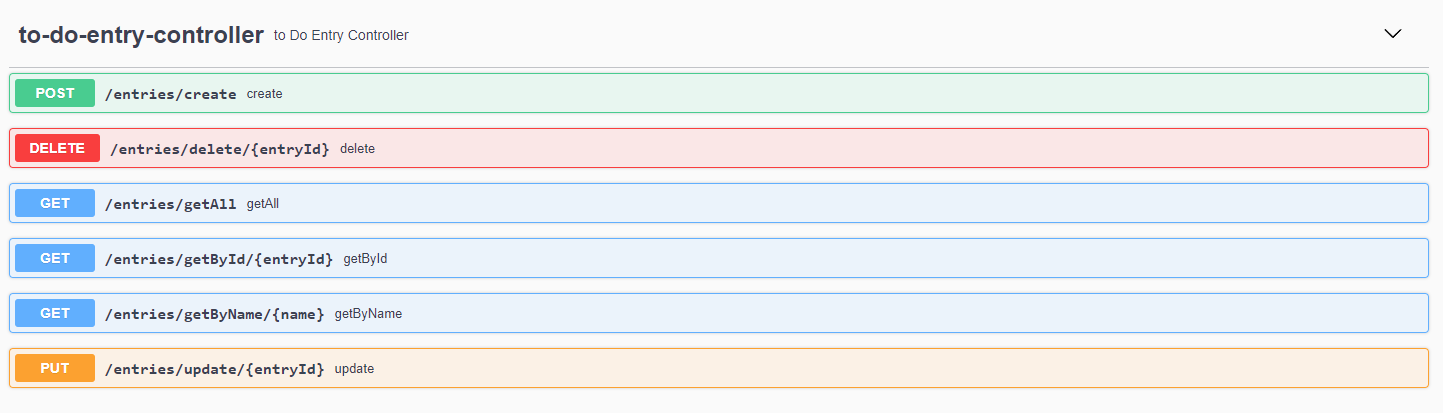 to-do-entry-controller to Do Entry Controller
POST /entries/create create
DELETE /entries/delete/{entryId} delete
GET /entries/getAll getAll
GET /entries/getById/{entryId} getById
GET /entries/getByName/{name} getByName
PUT /entries/update/{entryId} update